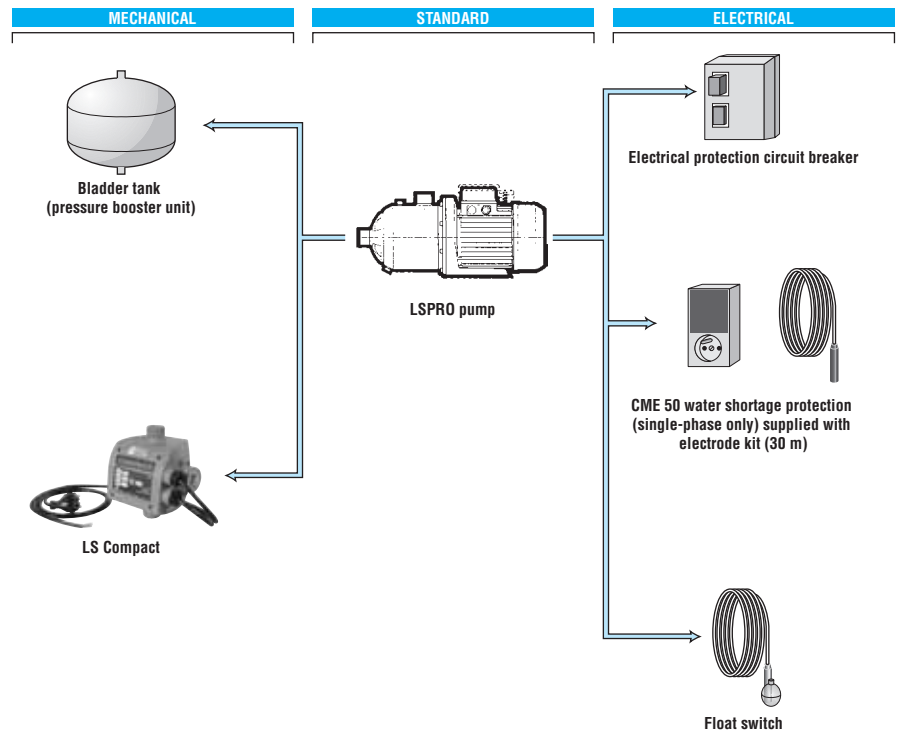 MECHANICAL
STANDARD
ELECTRICAL
Bladder tank
(pressure booster unit)
LSPRO pump
Electrical protection circuit breaker
CME 50 water shortage protection
(single-phase only) supplied with
electrode kit (30 m)
LS Compact
Float switch